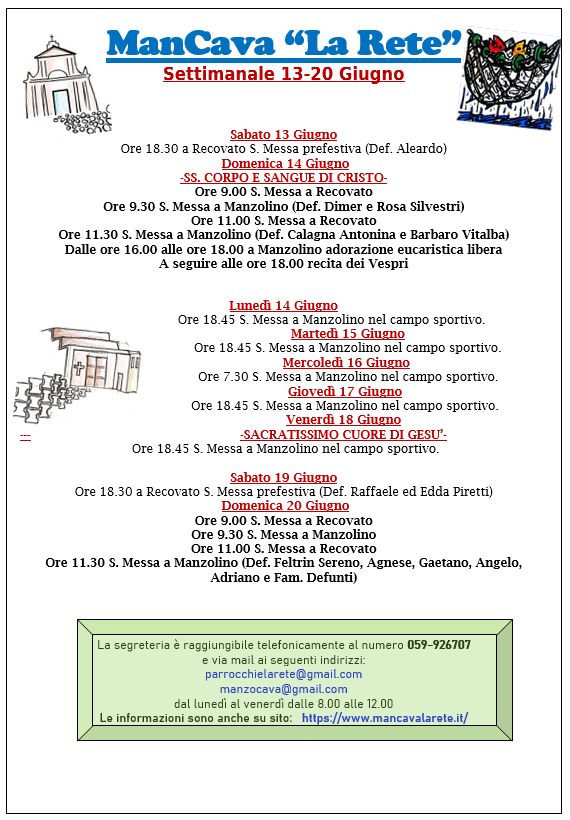 ManCava “La Rete”
Settimanale 13-20 Giugno
Sabato 13 Giugno
Ore 18.30 a Recovato S. Messa prefestiva (Def. Aleardo)
Domenica 14 Giugno
-SS. CORPO E SANGUE DI CRISTO-
Ore 9.00 S. Messa a Recovato
Ore 9.30 S. Messa a Manzolino (Def. Dimer e Rosa Silvestri)
Ore 11.00 S. Messa a Recovato
Ore 11.30 S. Messa a Manzolino (Def. Calagna Antonina e Barbaro Vitalba)
Dalle ore 16.00 alle ore 18.00 a Manzolino adorazione eucaristica libera
A seguire alle ore 18.00 recita dei Vespri
Lunedì 14 Giugno
Ore 18.45 S. Messa a Manzolino nel campo sportivo.
Martedì 15 Giugno
Ore 18.45 S. Messa a Manzolino nel campo sportivo.
Mercoledì 16 Giugno
Ore 7.30 S. Messa a Manzolino nel campo sportivo.
Giovedì 17 Giugno
Ore 18.45 S. Messa a Manzolino nel campo sportivo.
Venerdì 18 Giugno
--- -SACRATISSIMO CUORE DI GESU’-
Ore 18.45 S. Messa a Manzolino nel campo sportivo.
Sabato 19 Giugno
Ore 18.30 a Recovato S. Messa prefestiva (Def. Raffaele ed Edda Piretti)
Domenica 20 Giugno
Ore 9.00 S. Messa a Recovato
Ore 9.30 S. Messa a Manzolino
Ore 11.00 S. Messa a Recovato
Ore 11.30 S. Messa a Manzolino (Def. Feltrin Sereno, Agnese, Gaetano, Angelo,
Adriano e Fam. Defunti)
La segreteria è raggiungibile telefonicamente al numero 059-926707
e via mail ai seguenti indirizzi:
parrocchielarete@gmail.com
manzocava@gmail.com
dal lunedì al venerdì dalle 8.00 alle 12.00
Le informazioni sono anche su sito: https://www.mancavalarete.it/